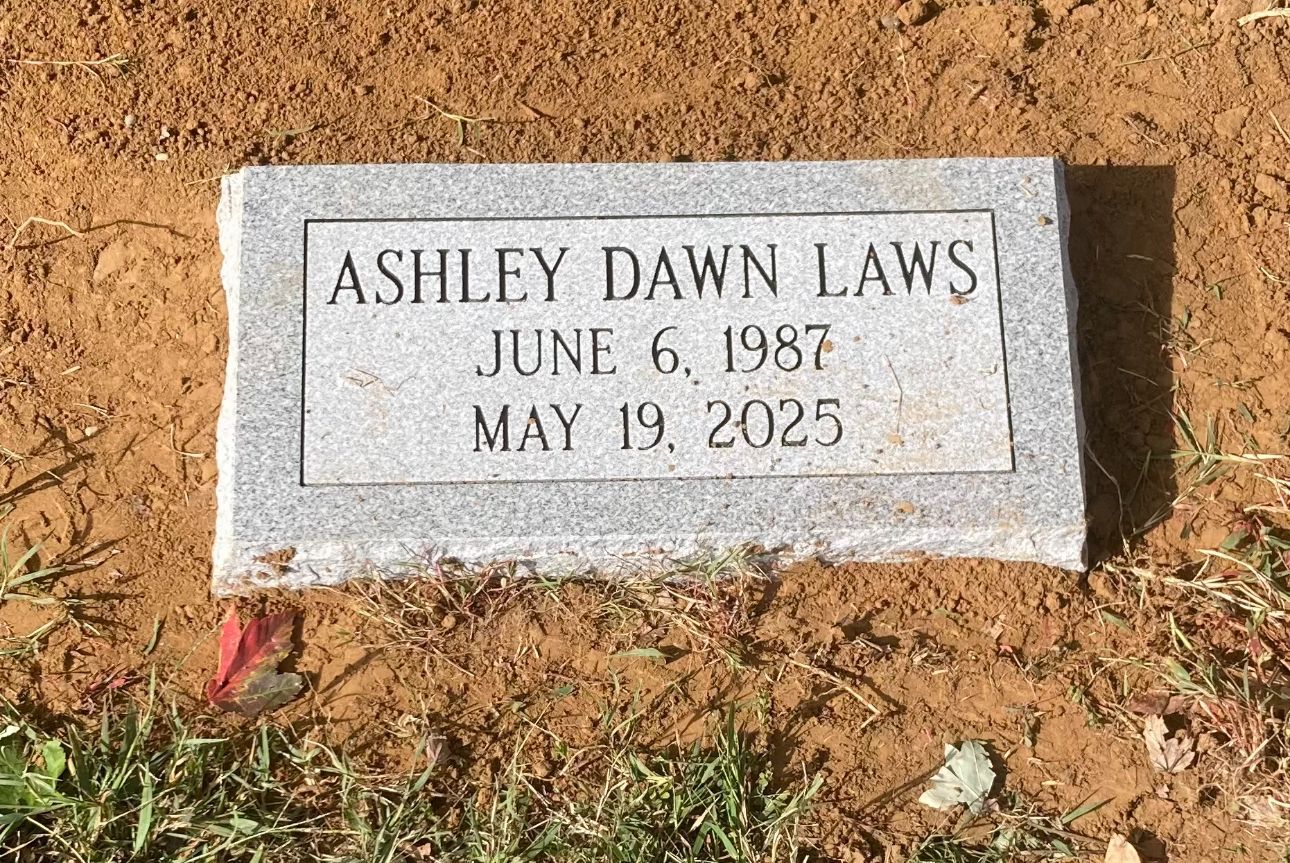 ASHLEY DAWN LAWS
JUNE 6, 1987
MAY 19, 2025